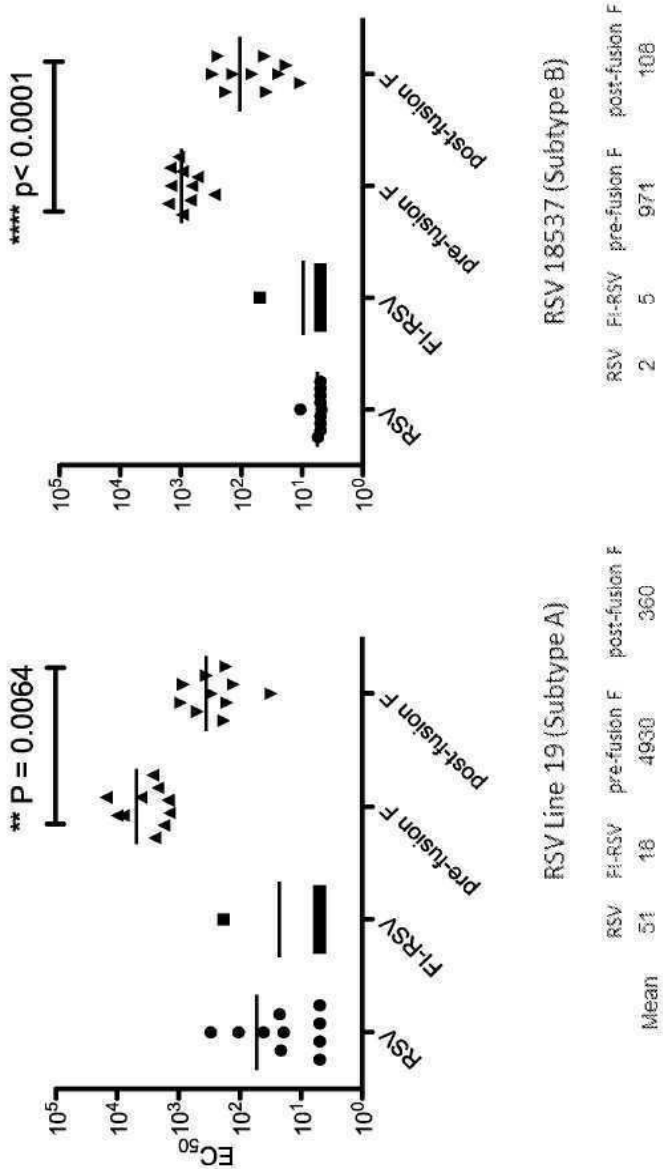 ** P = 0.0064
EC50
10^5
10^4
10^3
10^2
10^1
10^0
RSV
FI-RSV
pre-fusion F
post-fusion F
RSV Line 19 (Subtype A)
RSV FI-RSV pre-fusion F post-fusion F
Mean 51 18 4930 360
**** p< 0.0001
10^5
10^4
10^3
10^2
10^1
10^0
RSV
FI-RSV
pre-fusion F
post-fusion F
RSV 18537 (Subtype B)
RSV FI-RSV pre-fusion F post-fusion F
2 5 971 108